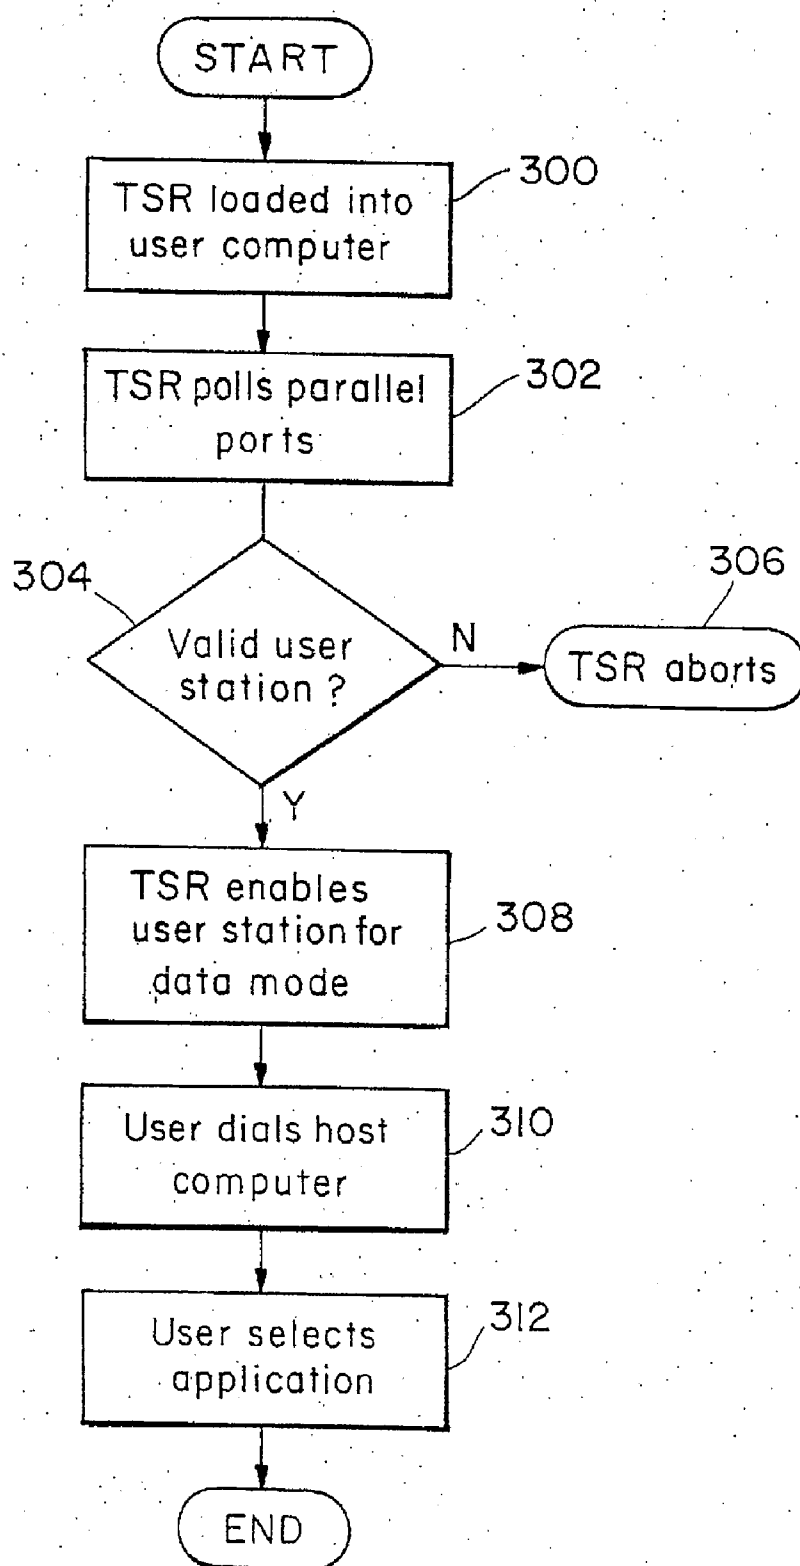 START
TSR loaded into
user computer
300
TSR polls parallel
ports
302
304
Valid user
station ?
N
306
TSR aborts
Y
TSR enables
user station for
data mode
308
User dials host
computer
310
User selects
application
312
END